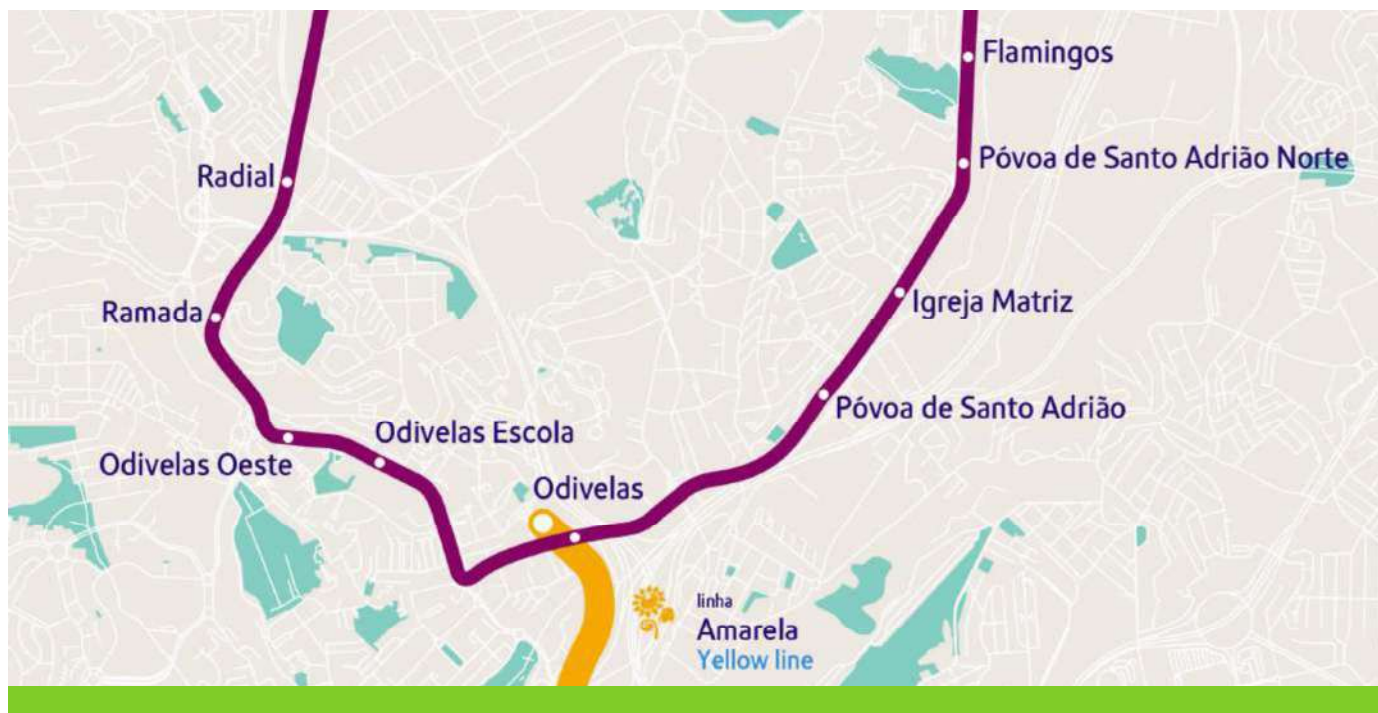 Flamingos
Póvoa de Santo Adrião Norte
Radial
Igreja Matriz
Ramada
Póvoa de Santo Adrião
Odivelas Escola
Odivelas Oeste
Odivelas
linha
Amarela
Yellow line